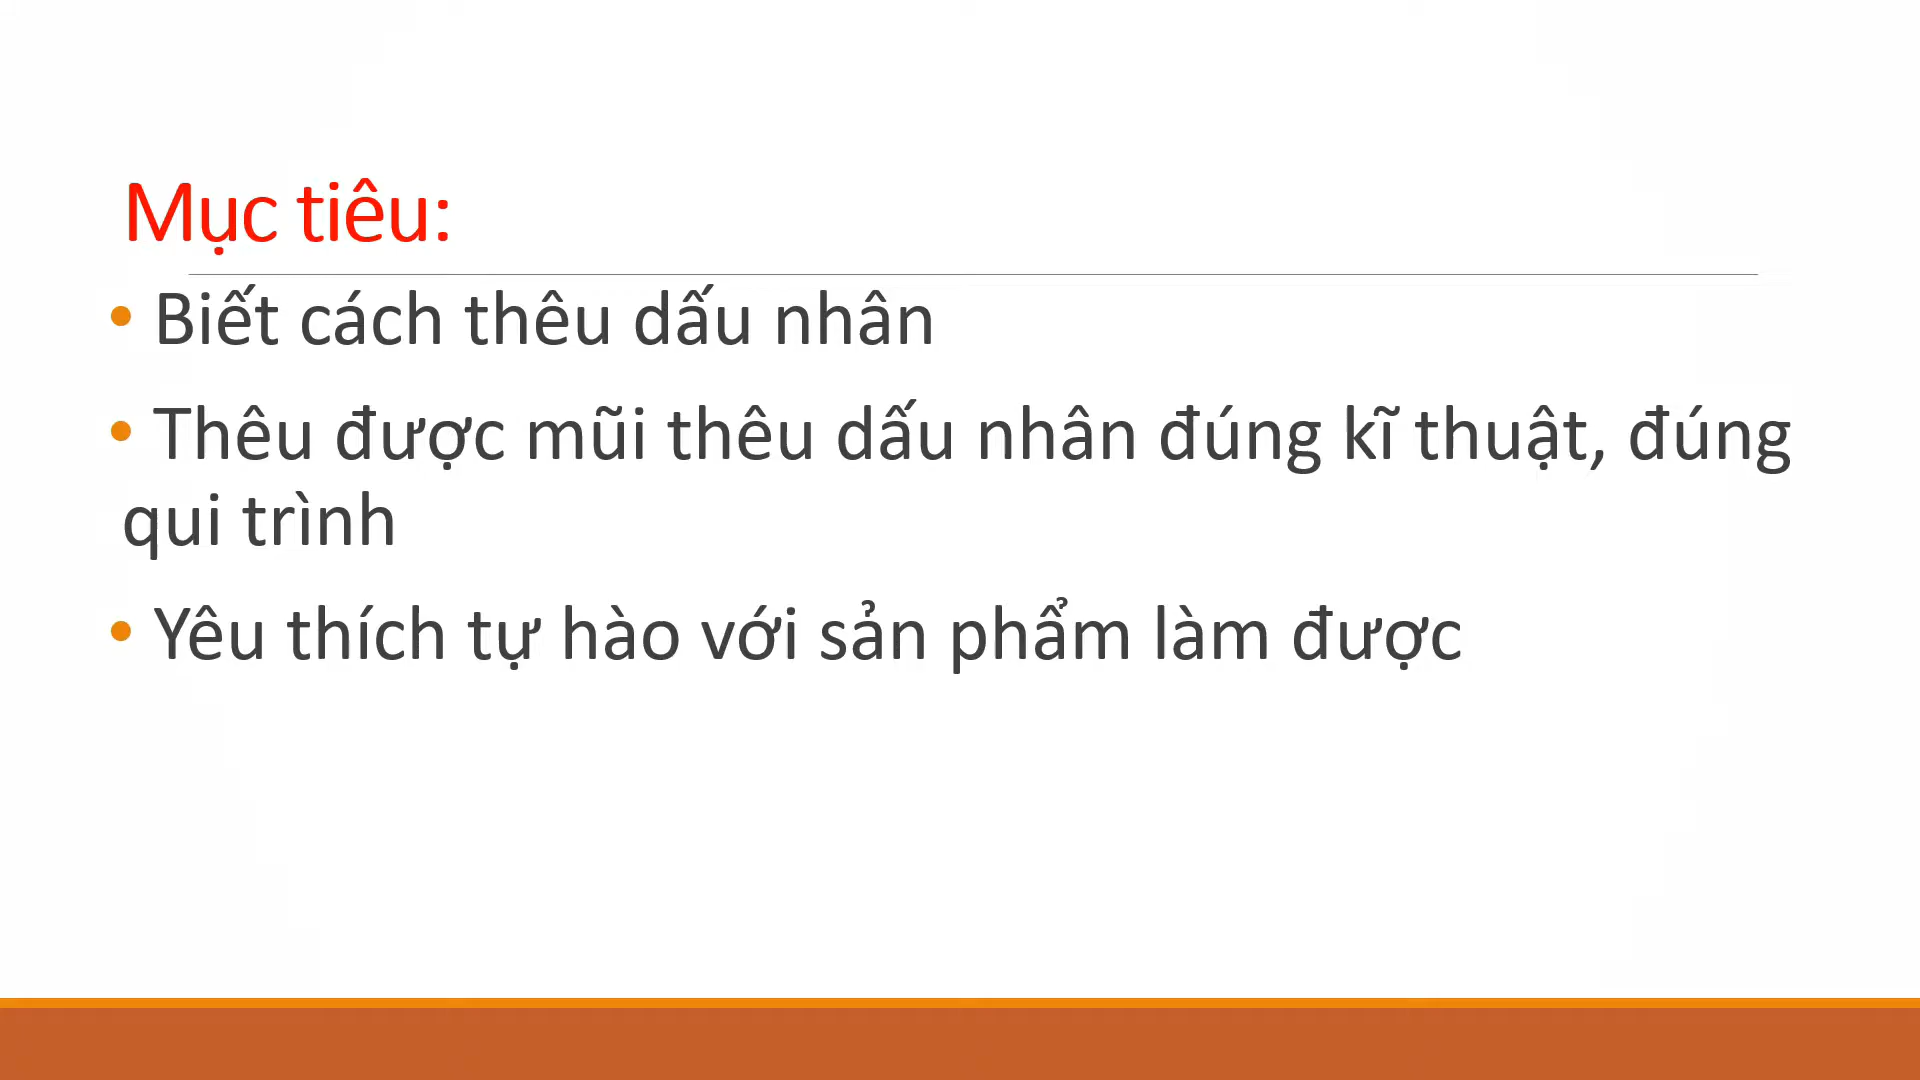 Mục tiêu:
• Biết cách thêu dấu nhân
• Thêu được mũi thêu dấu nhân đúng kĩ thuật, đúng
qui trình
• Yêu thích tự hào với sản phẩm làm được